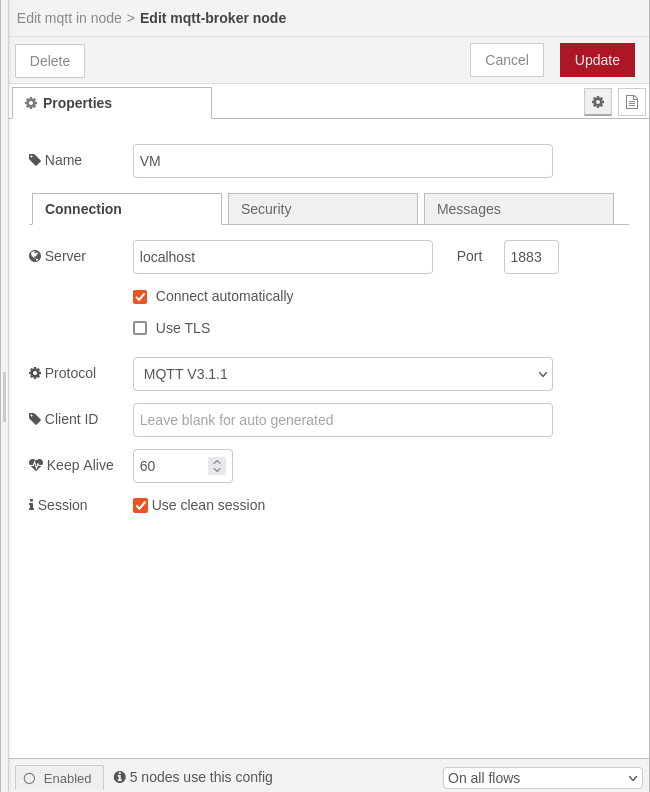 Edit mqtt in node > Edit mqtt-broker node
Delete Cancel Update
Properties
Name VM
Connection Security Messages
Server localhost Port 1883
Connect automatically
Use TLS
Protocol MQTT V3.1.1
Client ID Leave blank for auto generated
Keep Alive 60
Session Use clean session
Enabled 5 nodes use this config On all flows